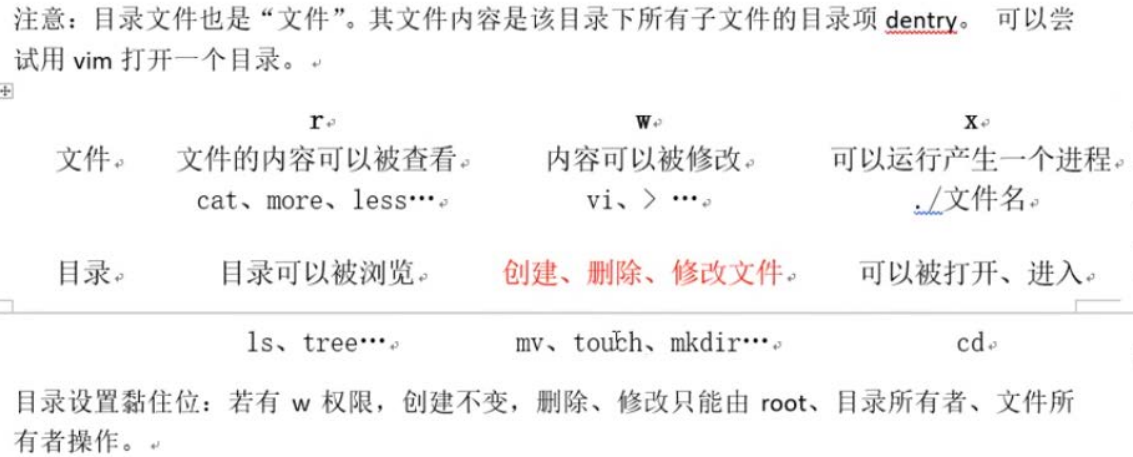 注意：目录文件也是“文件”。其文件内容是该目录下所有子文件的目录项 dentry。 可以尝
试用 vim 打开一个目录。
r w x
文件 文件的内容可以被查看 内容可以被修改 可以运行产生一个进程
cat、more、less… vi、> … ./文件名
目录 目录可以被浏览 创建、删除、修改文件 可以被打开、进入
ls、tree… mv、touch、mkdir… cd
目录设置黏住位：若有 w 权限，创建不变，删除、修改只能由 root、目录所有者、文件所
有者操作。